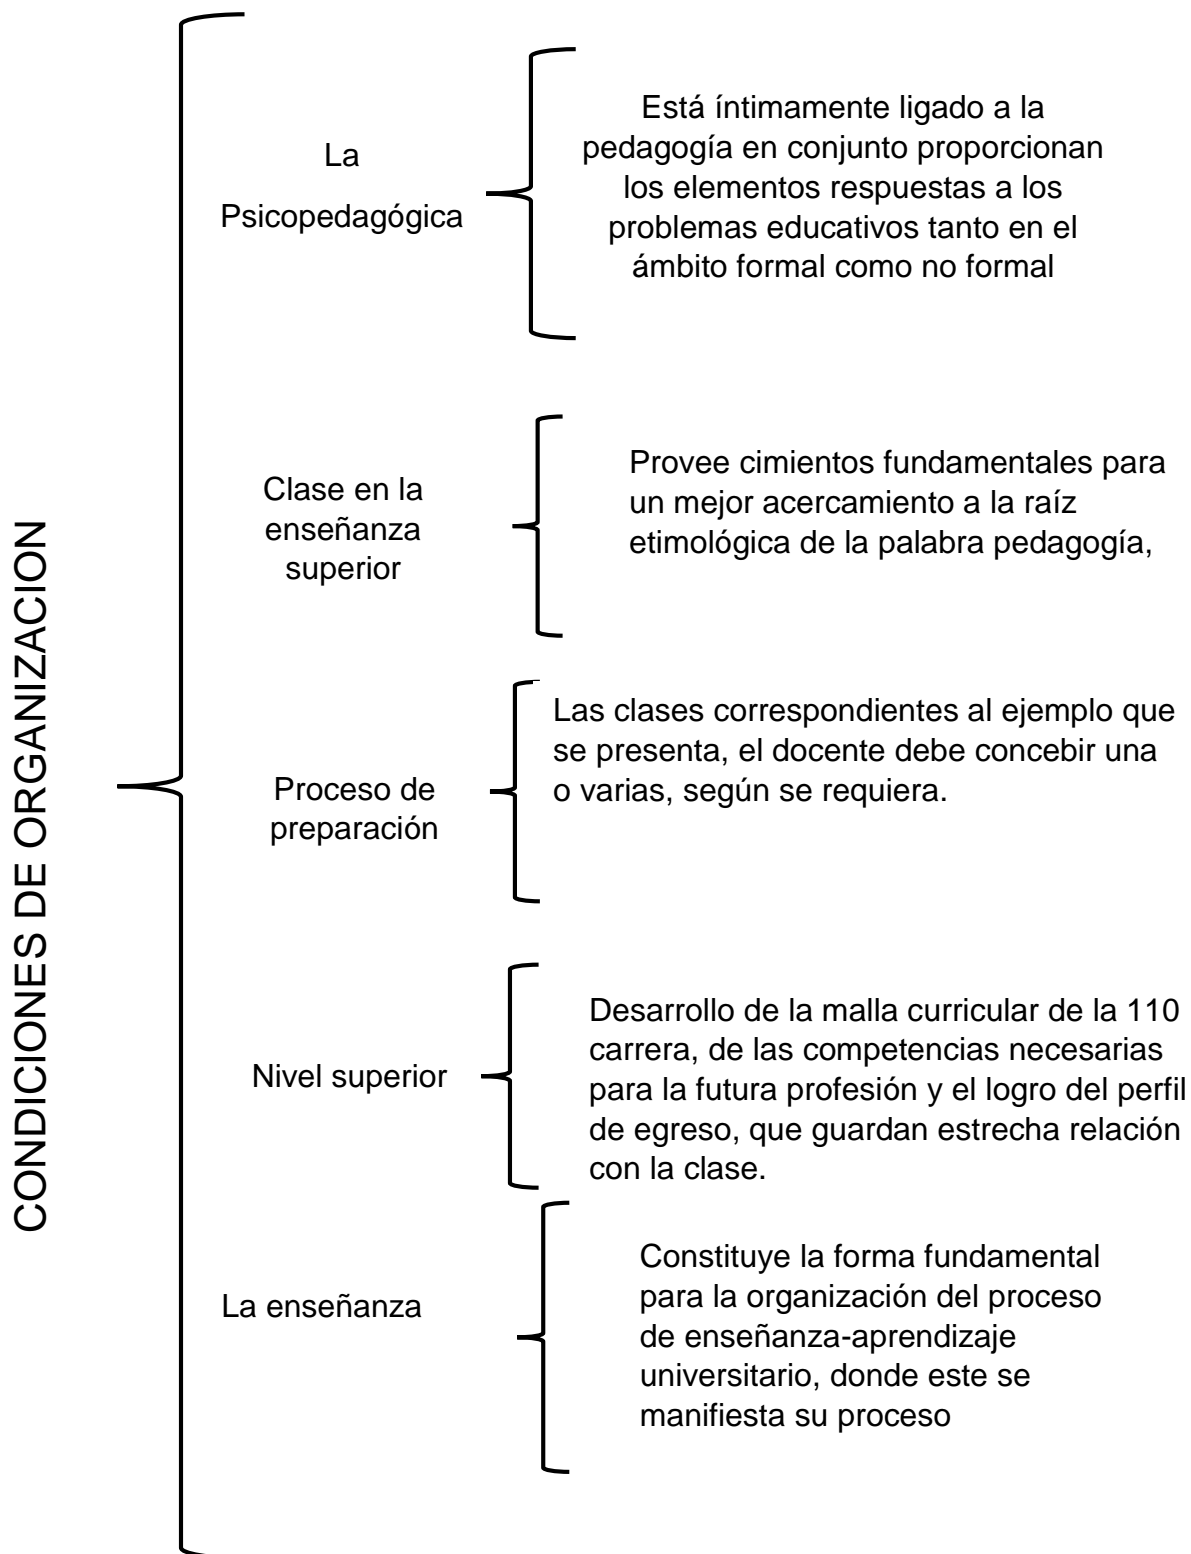 CONDICIONES DE ORGANIZACION
La
Psicopedagógica
Está íntimamente ligado a la
pedagogía en conjunto proporcionan
los elementos respuestas a los
problemas educativos tanto en el
ámbito formal como no formal
Clase en la
enseñanza
superior
Provee cimientos fundamentales para
un mejor acercamiento a la raíz
etimológica de la palabra pedagogía,
Proceso de
preparación
Las clases correspondientes al ejemplo que
se presenta, el docente debe concebir una
o varias, según se requiera.
Nivel superior
Desarrollo de la malla curricular de la 110
carrera, de las competencias necesarias
para la futura profesión y el logro del perfil
de egreso, que guardan estrecha relación
con la clase.
La enseñanza
Constituye la forma fundamental
para la organización del proceso
de enseñanza-aprendizaje
universitario, donde este se
manifiesta su proceso